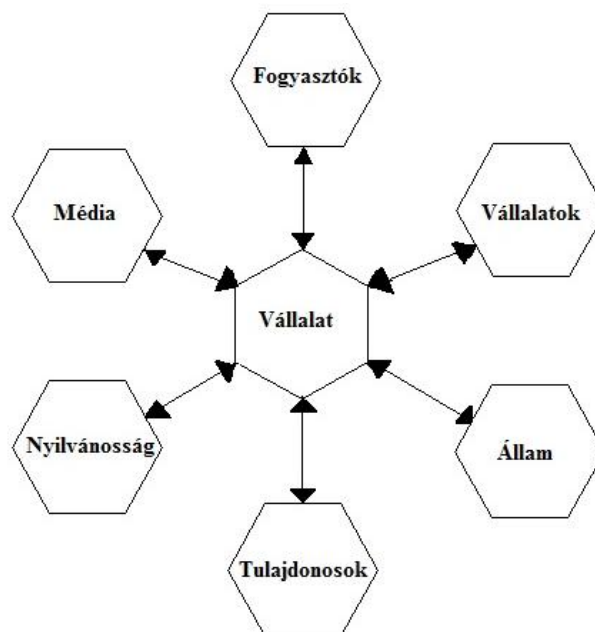 Fogyasztók
Média
Vállalatok
Vállalat
Nyilvánosság
Állam
Tulajdonosok